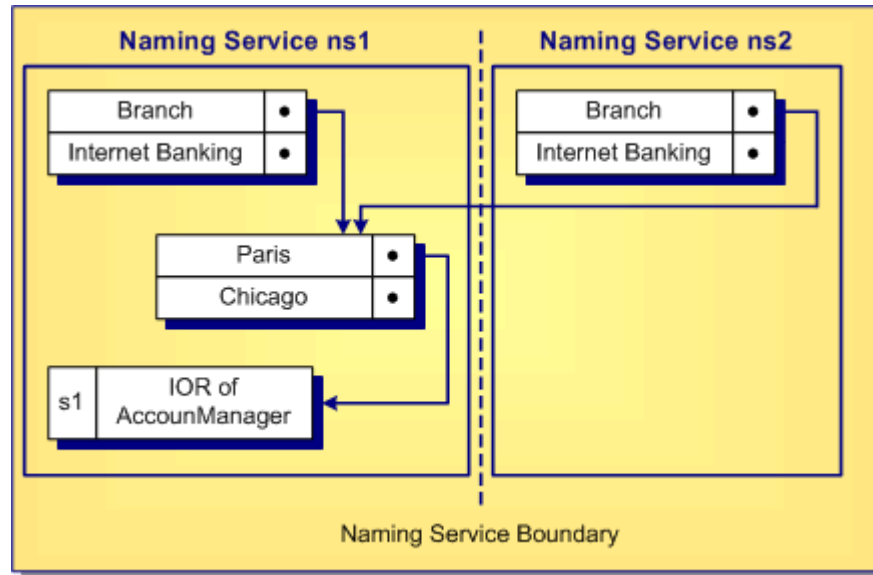 Naming Service ns1
Naming Service ns2
Branch
Internet Banking
Branch
Internet Banking
Paris
Chicago
s1
IOR of
AccounManager
Naming Service Boundary